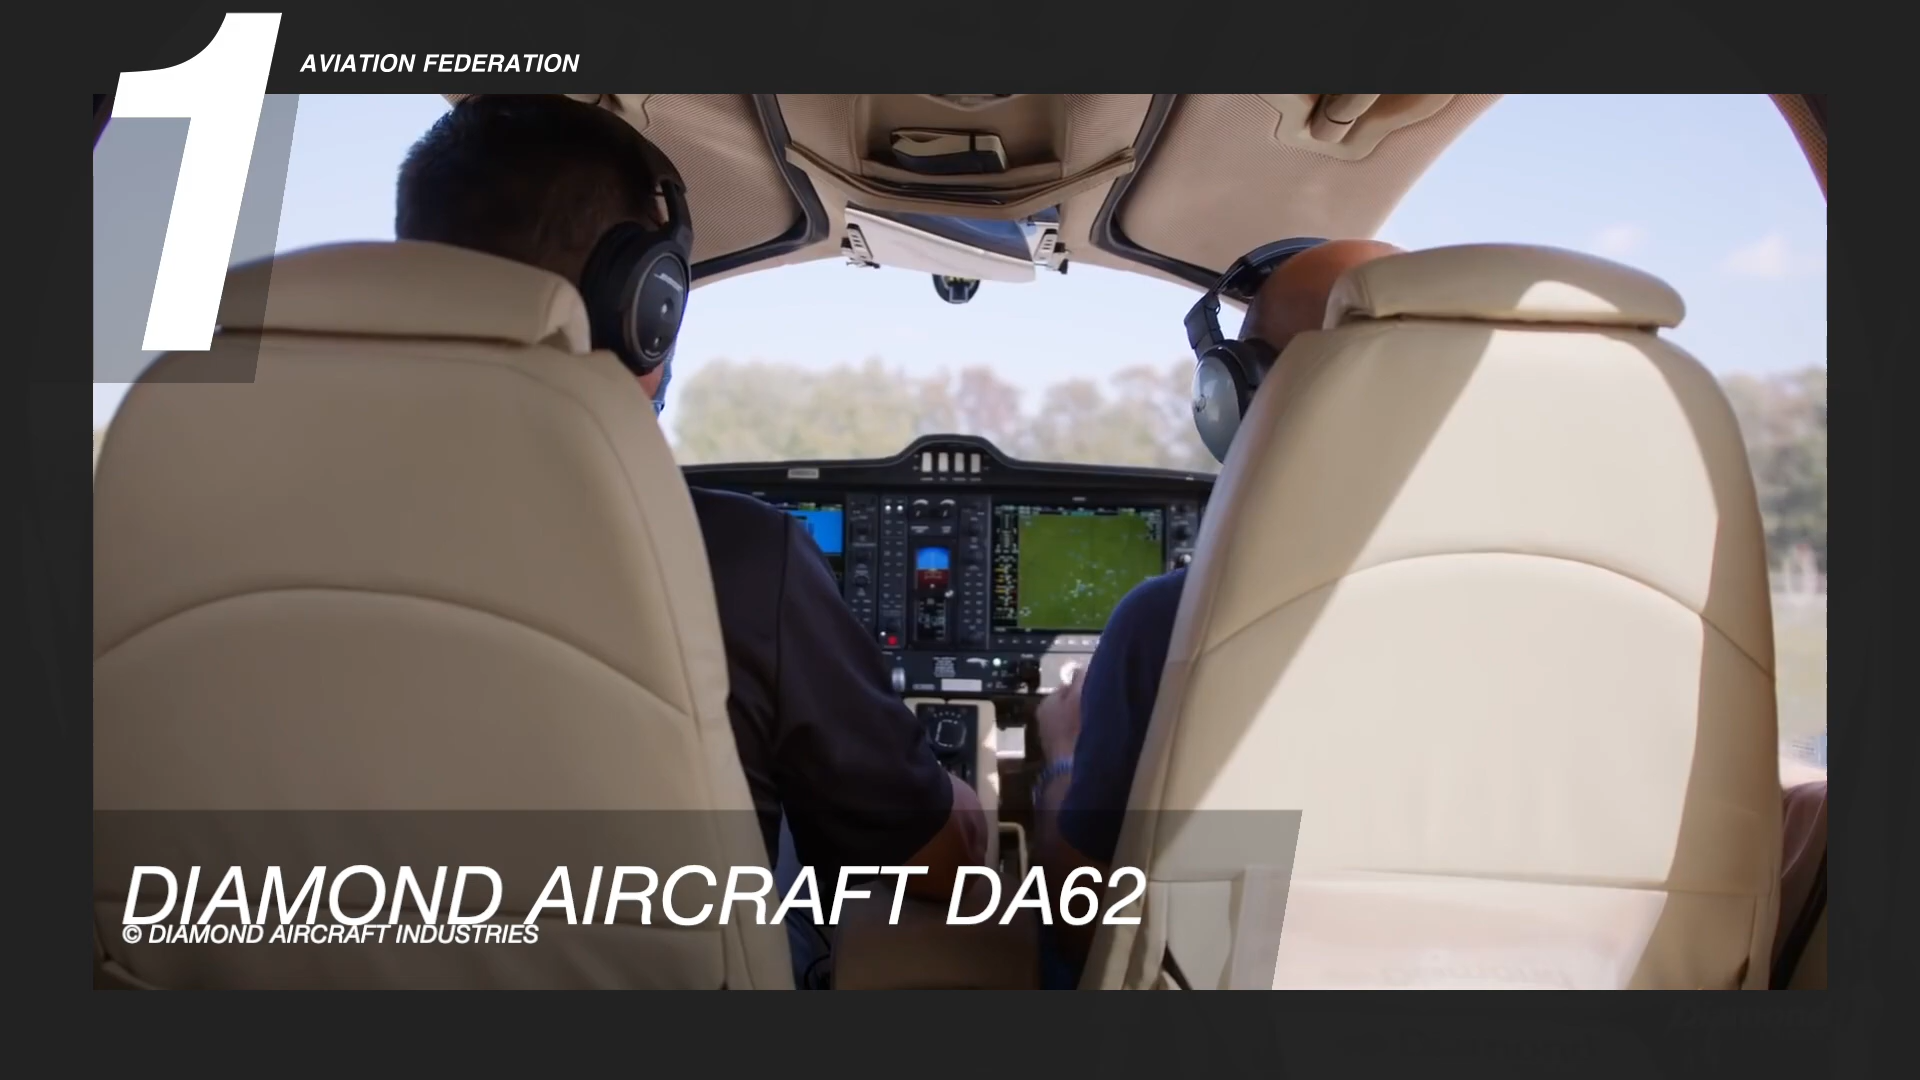 1
AVIATION FEDERATION
DIAMOND AIRCRAFT DA62
© DIAMOND AIRCRAFT INDUSTRIES